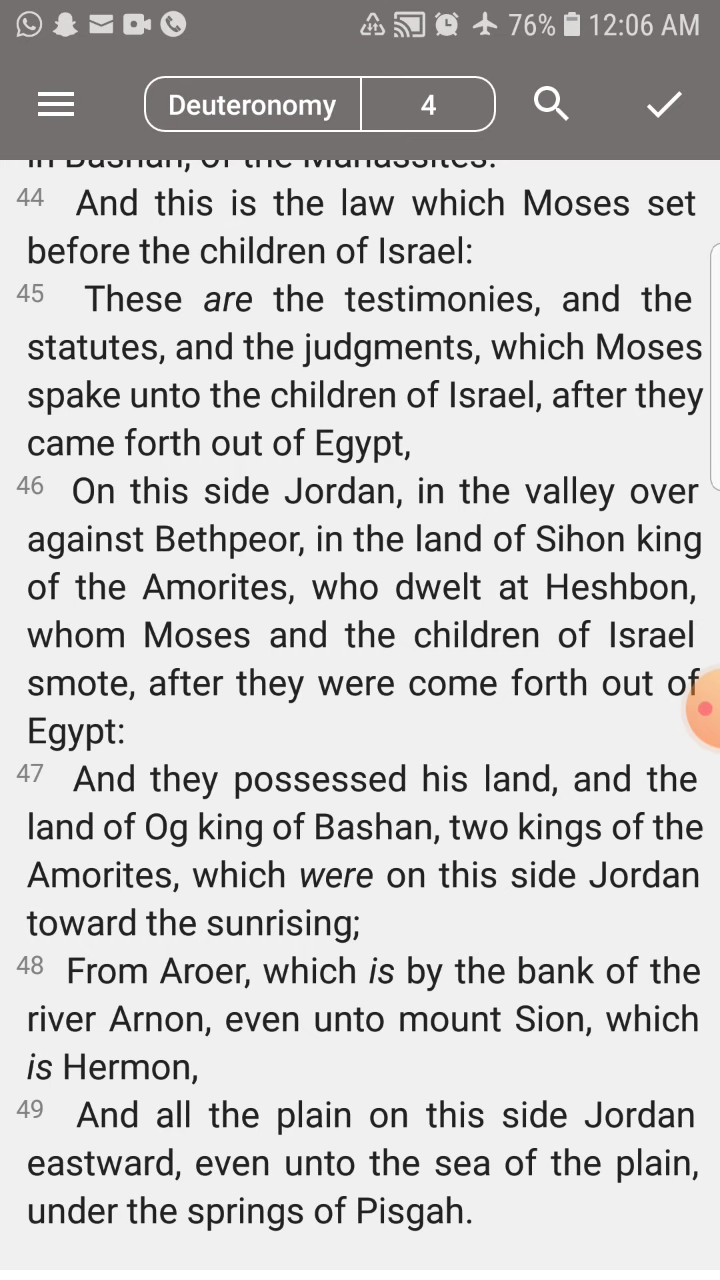 76% 12:06 AM
Deuteronomy 4
in Bashan, of the Manassites.
44 And this is the law which Moses set
before the children of Israel:
45 These are the testimonies, and the
statutes, and the judgments, which Moses
spake unto the children of Israel, after they
came forth out of Egypt,
46 On this side Jordan, in the valley over
against Bethpeor, in the land of Sihon king
of the Amorites, who dwelt at Heshbon,
whom Moses and the children of Israel
smote, after they were come forth out of
Egypt:
47 And they possessed his land, and the
land of Og king of Bashan, two kings of the
Amorites, which were on this side Jordan
toward the sunrising;
48 From Aroer, which is by the bank of the
river Arnon, even unto mount Sion, which
is Hermon,
49 And all the plain on this side Jordan
eastward, even unto the sea of the plain,
under the springs of Pisgah.